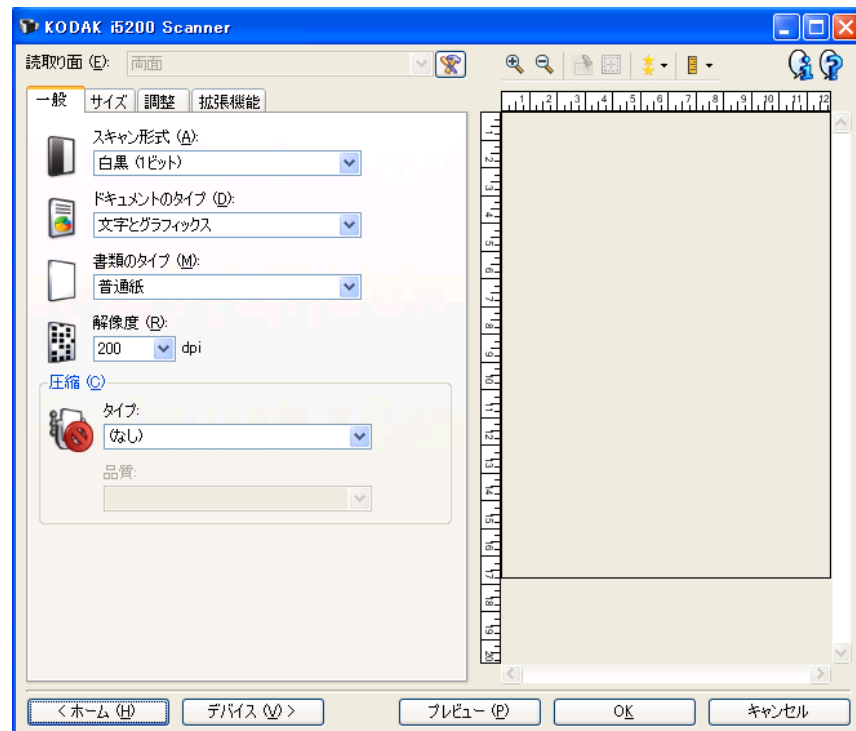 KODAK i5200 Scanner
読取り面 (E): 両面
一般 サイズ 調整 拡張機能
スキャン形式 (A):
白黒 (1ビット)
ドキュメントのタイプ (D):
文字とグラフィックス
書類のタイプ (M):
普通紙
解像度 (R):
200 dpi
圧縮 (C)
タイプ:
(なし)
品質:
1 2 3 4 5 6 7 8 9 10 11 12
1
2
3
4
5
6
7
8
9
10
11
12
13
14
15
16
17
18
19
20
< ホーム (H) デバイス (V) > プレビュー (P) OK キャンセル